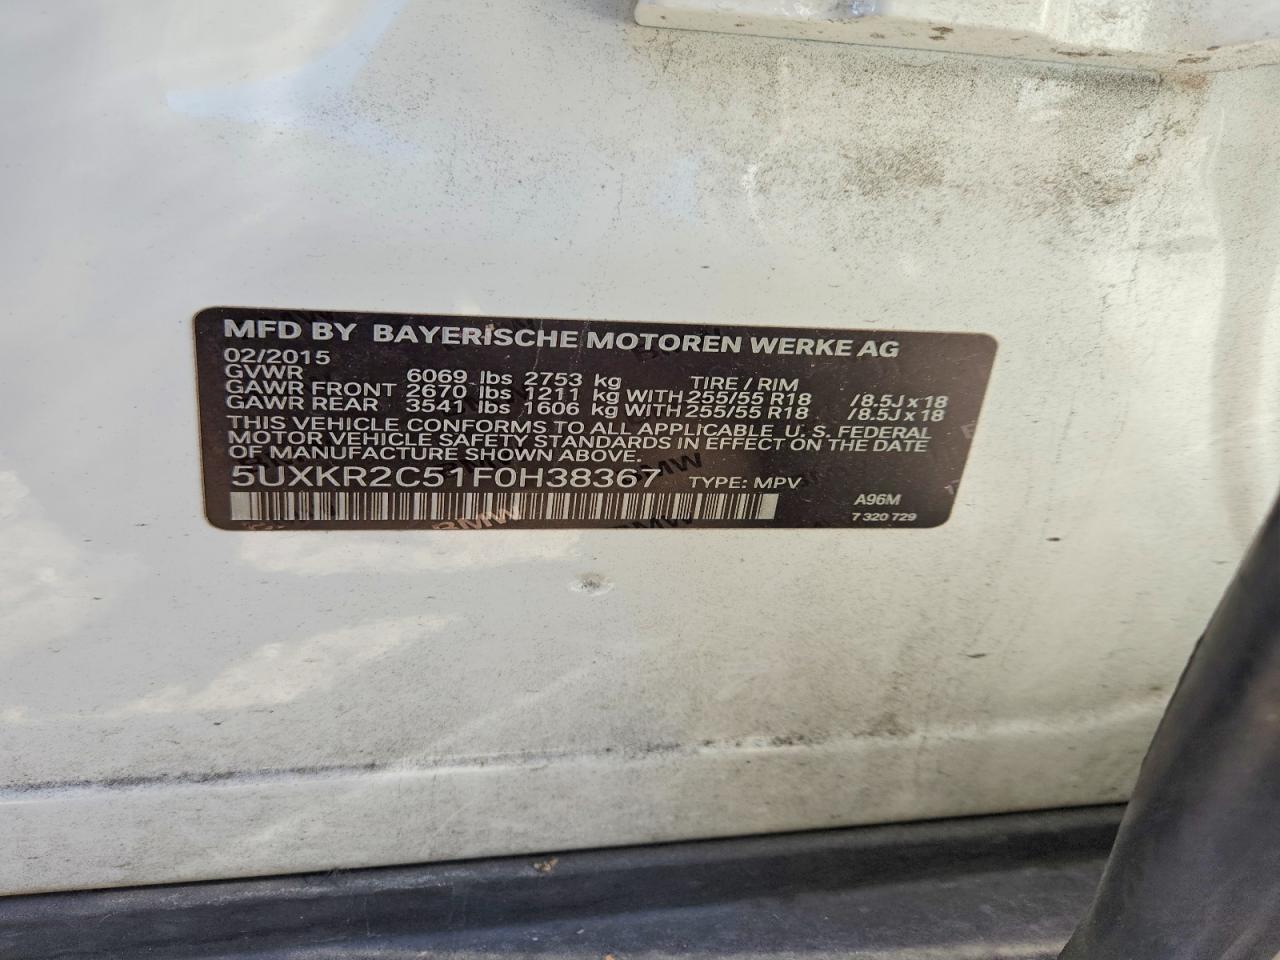 MFD BY BAYERISCHE MOTOREN WERKE AG
02/2015
GVWR 6069 lbs 2753 kg TIRE / RIM
GAWR FRONT 2670 lbs 1211 kg WITH 255/55 R18 /8.5J x 18
GAWR REAR 3541 lbs 1606 kg WITH 255/55 R18 /8.5J x 18
THIS VEHICLE CONFORMS TO ALL APPLICABLE U.S. FEDERAL
MOTOR VEHICLE SAFETY STANDARDS IN EFFECT ON THE DATE
OF MANUFACTURE SHOWN ABOVE.
5UXKR2C51F0H38367 TYPE: MPV
A96M
7 320 729
BMW
BMW